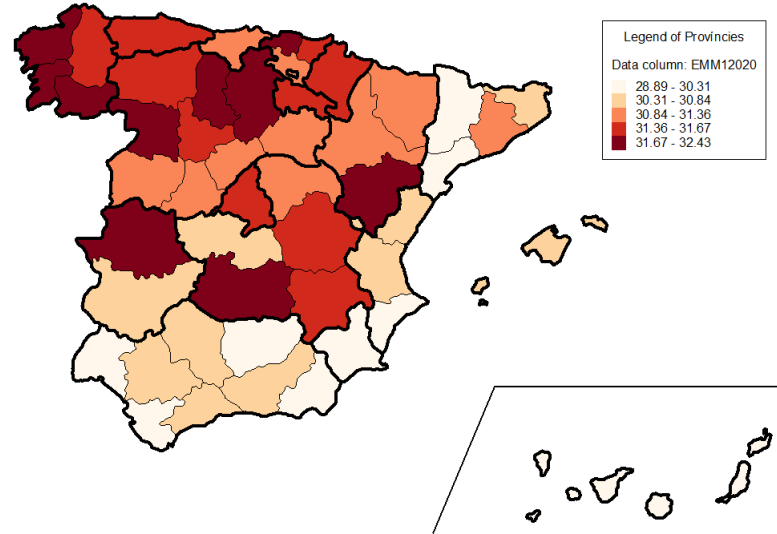 Legend of Provincies
Data column: EMM12020
28.89 - 30.31
30.31 - 30.84
30.84 - 31.36
31.36 - 31.67
31.67 - 32.43